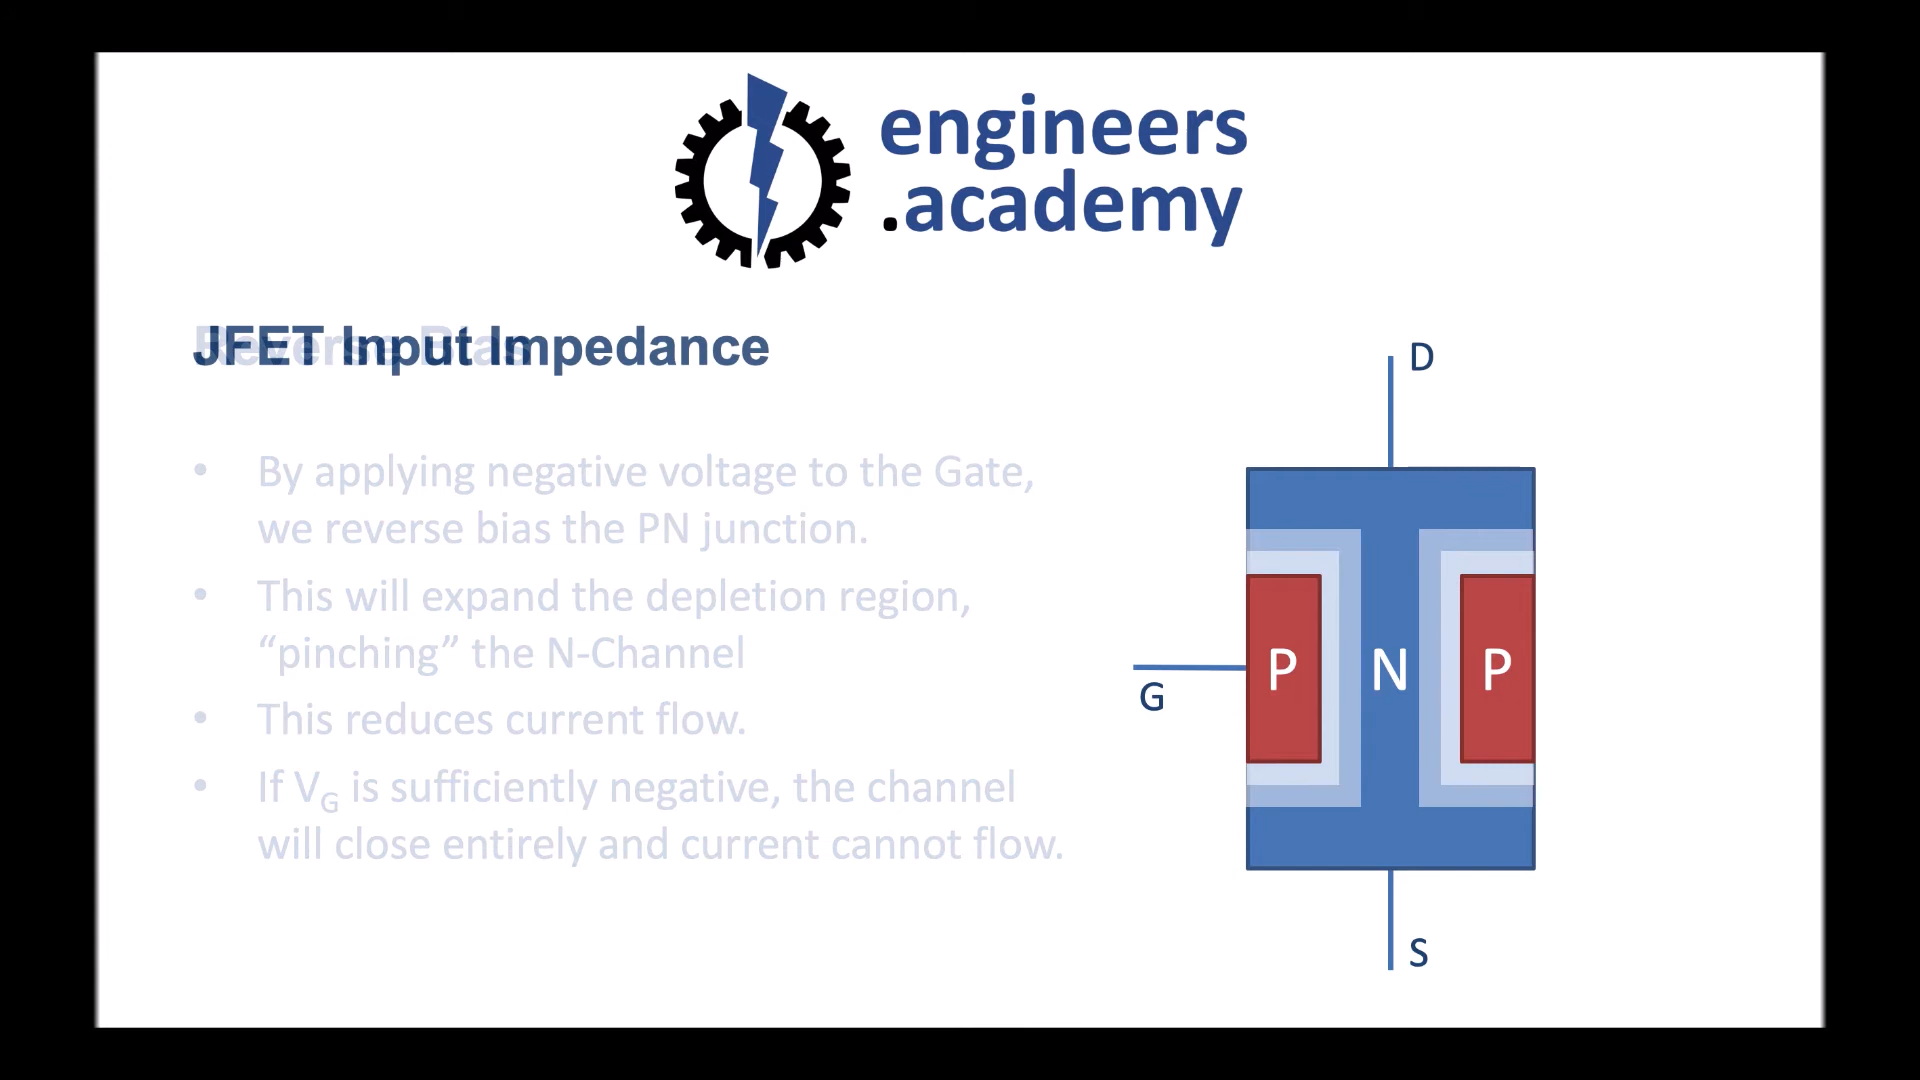 engineers
.academy
JFET Input Impedance
Reverse Bias
• By applying negative voltage to the Gate,
we reverse bias the PN junction.
• This will expand the depletion region,
“pinching” the N-Channel
• This reduces current flow.
• If VG is sufficiently negative, the channel
will close entirely and current cannot flow.
D
P N P
G
S